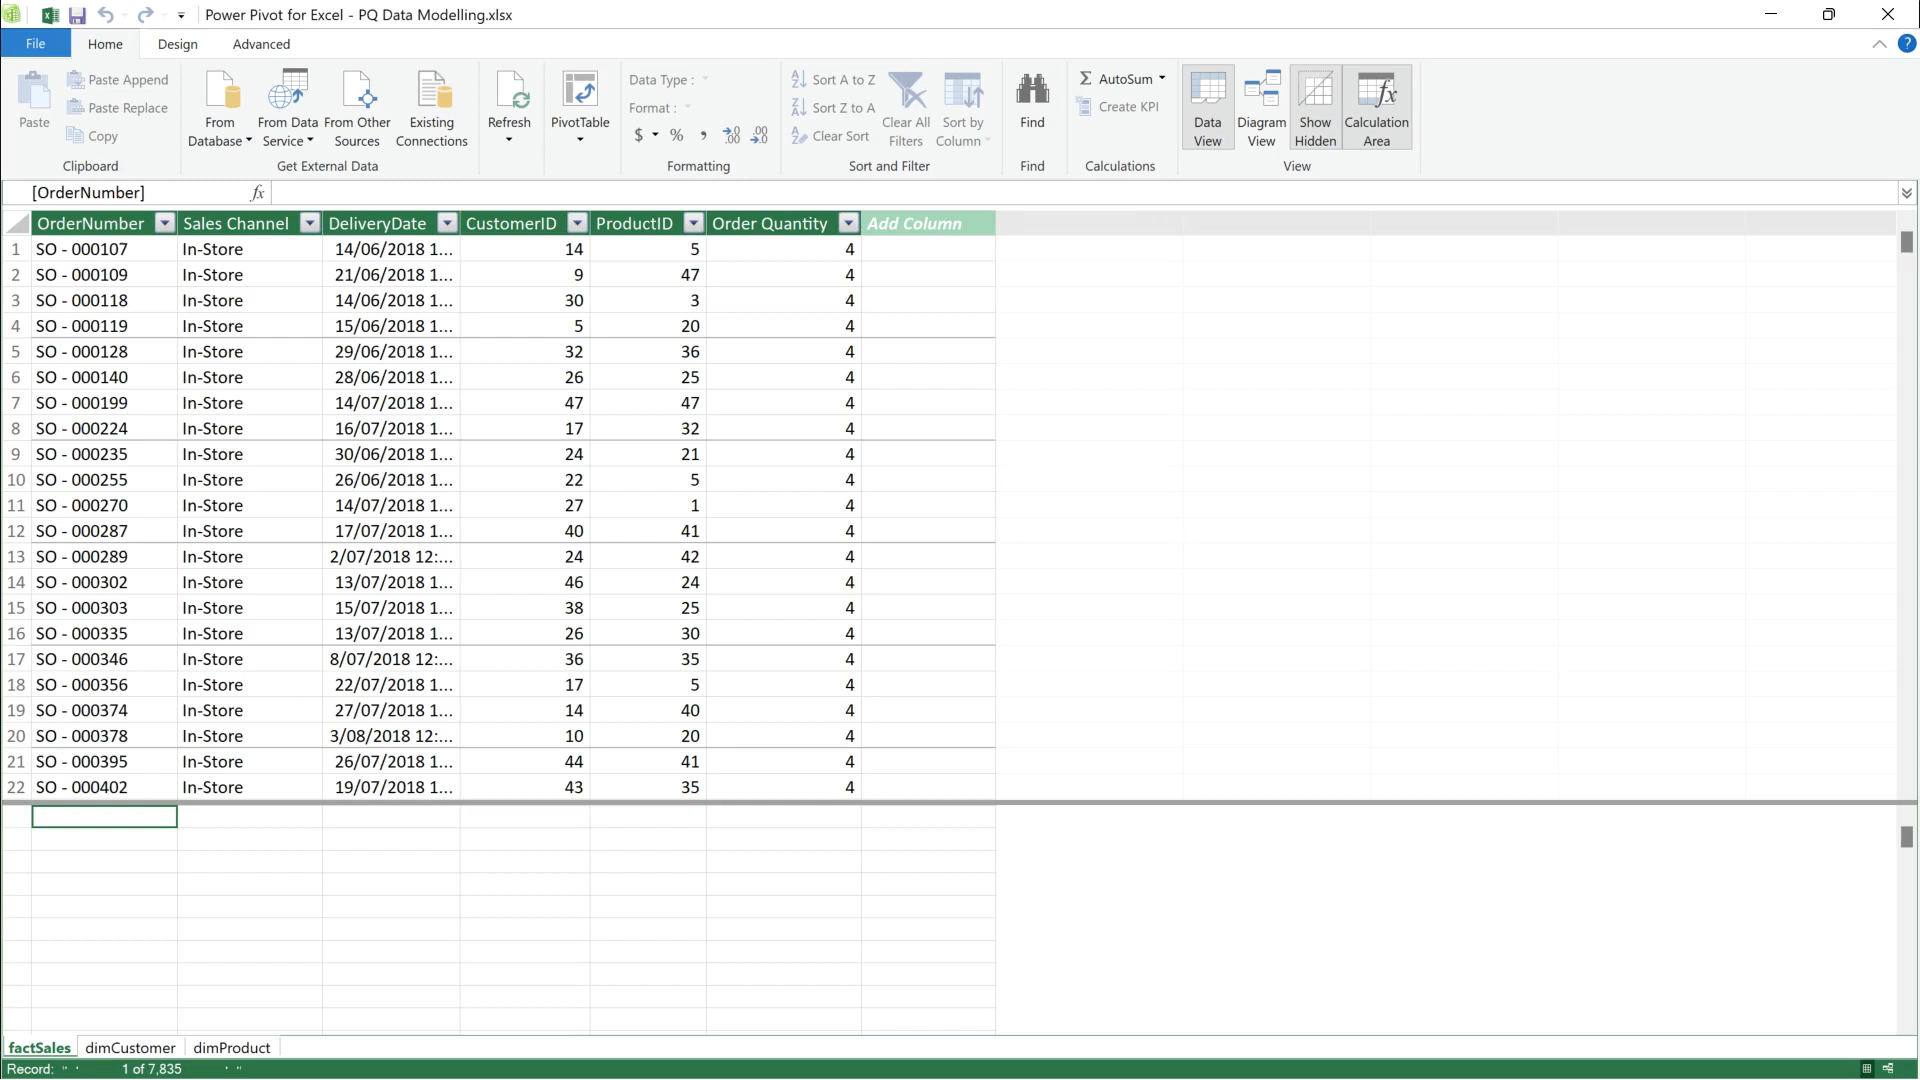 Power Pivot for Excel - PQ Data Modelling.xlsx
File Home Design Advanced
Paste
Paste Append
Paste Replace
Copy
Clipboard
From Database
From Data Service
From Other Sources
Existing Connections
Get External Data
Refresh
PivotTable
Data Type :
Format :
$ % , .00 .00
Formatting
Sort A to Z
Sort Z to A
Clear Sort
Clear All Filters
Sort by Column
Sort and Filter
Find
Find
Σ AutoSum
Create KPI
Calculations
Data View
Diagram View
Show Hidden
Calculation Area
View
[OrderNumber] fx
OrderNumber Sales Channel DeliveryDate CustomerID ProductID Order Quantity Add Column
1 SO - 000107 In-Store 14/06/2018 1... 14 5 4
2 SO - 000109 In-Store 21/06/2018 1... 9 47 4
3 SO - 000118 In-Store 14/06/2018 1... 30 3 4
4 SO - 000119 In-Store 15/06/2018 1... 5 20 4
5 SO - 000128 In-Store 29/06/2018 1... 32 36 4
6 SO - 000140 In-Store 28/06/2018 1... 26 25 4
7 SO - 000199 In-Store 14/07/2018 1... 47 47 4
8 SO - 000224 In-Store 16/07/2018 1... 17 32 4
9 SO - 000235 In-Store 30/06/2018 1... 24 21 4
10 SO - 000255 In-Store 26/06/2018 1... 22 5 4
11 SO - 000270 In-Store 14/07/2018 1... 27 1 4
12 SO - 000287 In-Store 17/07/2018 1... 40 41 4
13 SO - 000289 In-Store 2/07/2018 12:... 24 42 4
14 SO - 000302 In-Store 13/07/2018 1... 46 24 4
15 SO - 000303 In-Store 15/07/2018 1... 38 25 4
16 SO - 000335 In-Store 13/07/2018 1... 26 30 4
17 SO - 000346 In-Store 8/07/2018 12:... 36 35 4
18 SO - 000356 In-Store 22/07/2018 1... 17 5 4
19 SO - 000374 In-Store 27/07/2018 1... 14 40 4
20 SO - 000378 In-Store 3/08/2018 12:... 10 20 4
21 SO - 000395 In-Store 26/07/2018 1... 44 41 4
22 SO - 000402 In-Store 19/07/2018 1... 43 35 4
factSales dimCustomer dimProduct
Record: 1 of 7,835